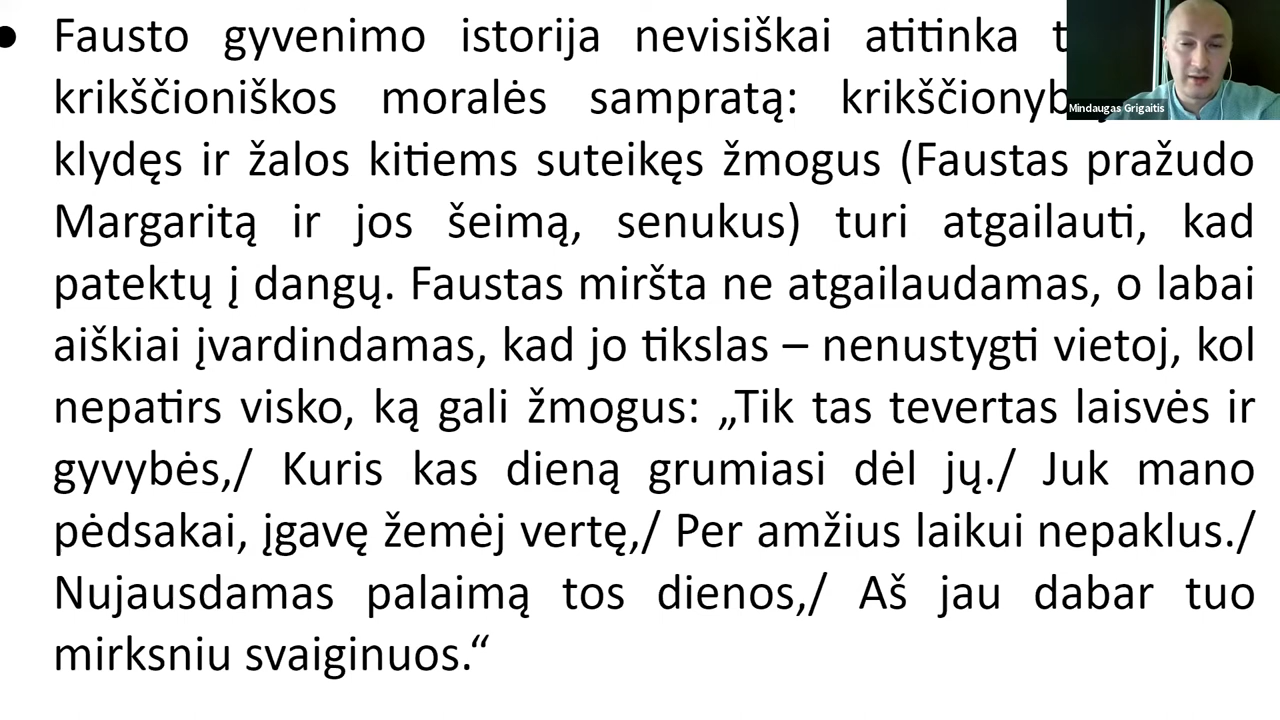 ● Fausto gyvenimo istorija nevisiškai atitinka
krikščioniškos moralės sampratą:
klydęs ir žalos kitiems suteikęs žmogus (Faustas pražudo
Margaritą ir jos šeimą, senukus) turi atgailauti, kad
patektų į dangų. Faustas miršta ne atgailaudamas, o labai
aiškiai įvardindamas, kad jo tikslas – nenustygti vietoj, kol
nepatirs visko, ką gali žmogus: „Tik tas tevertas laisvės ir
gyvybės,/ Kuris kas dieną grumiasi dėl jų./ Juk mano
pėdsakai, įgavę žemėj vertę,/ Per amžius laikui nepaklus./
Nujausdamas palaimą tos dienos,/ Aš jau dabar tuo
mirksniu svaiginuos.“
Mindaugas Grigaitis